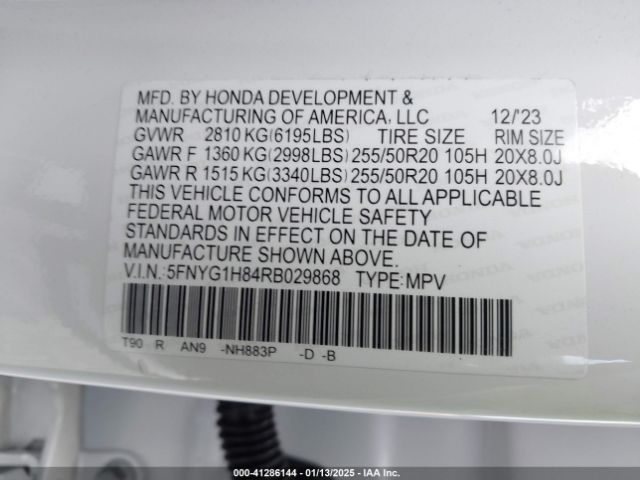 MFD. BY HONDA DEVELOPMENT &
MANUFACTURING OF AMERICA, LLC 12/'23
GVWR 2810 KG(6195LBS) TIRE SIZE RIM SIZE
GAWR F 1360 KG(2998LBS) 255/50R20 105H 20X8.0J
GAWR R 1515 KG(3340LBS) 255/50R20 105H 20X8.0J
THIS VEHICLE CONFORMS TO ALL APPLICABLE
FEDERAL MOTOR VEHICLE SAFETY
STANDARDS IN EFFECT ON THE DATE OF
MANUFACTURE SHOWN ABOVE.
V.I.N.:5FNYG1H84RB029868 TYPE:MPV
T90 R AN9 -NH883P -D -B
000-41286144 — 01/13/2025 — IAA Inc.